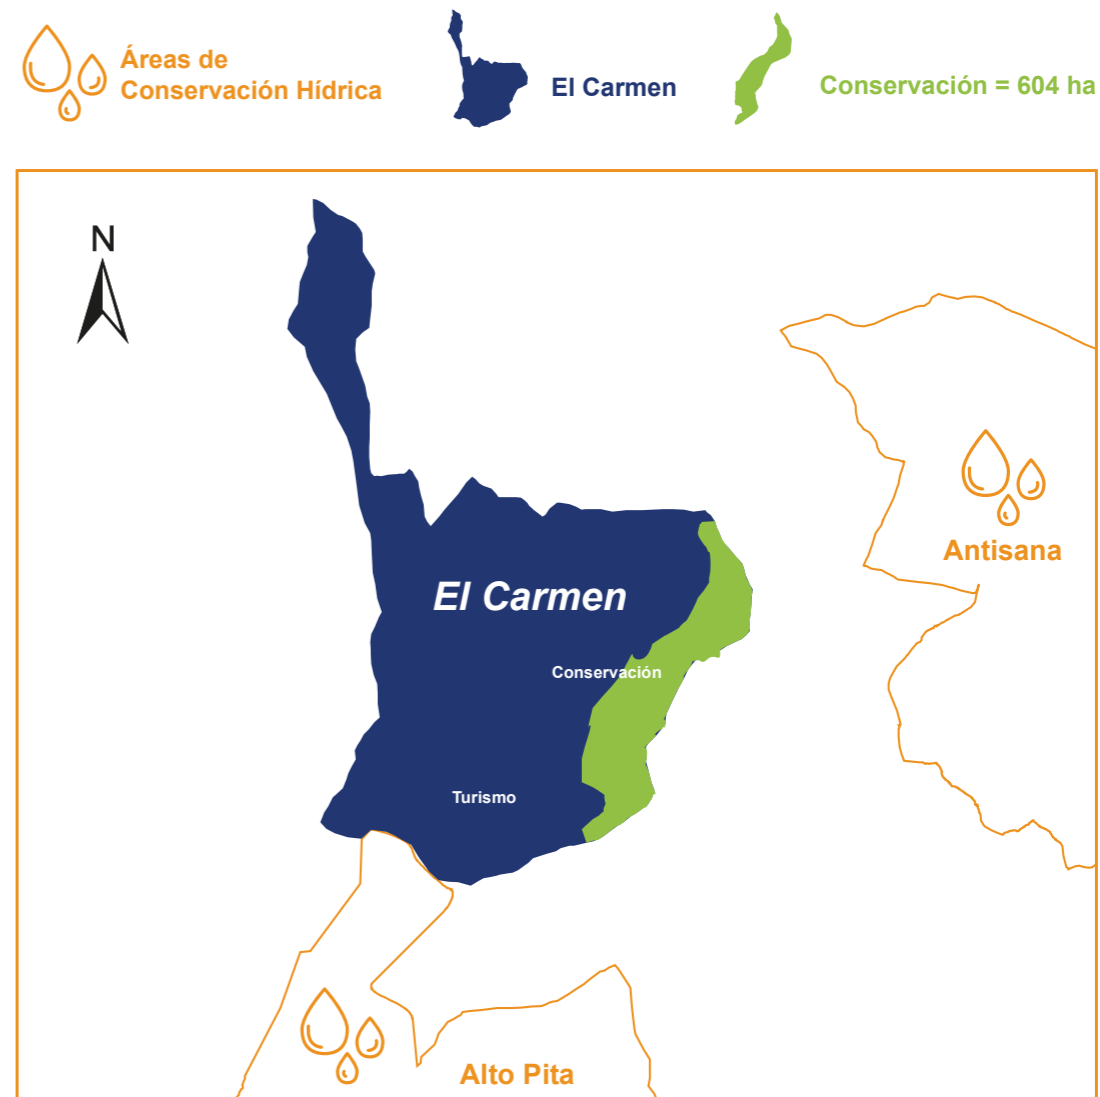 Áreas de
Conservación Hídrica
El Carmen
Conservación = 604 ha
N
El Carmen
Conservación
Turismo
Antisana
Alto Pita